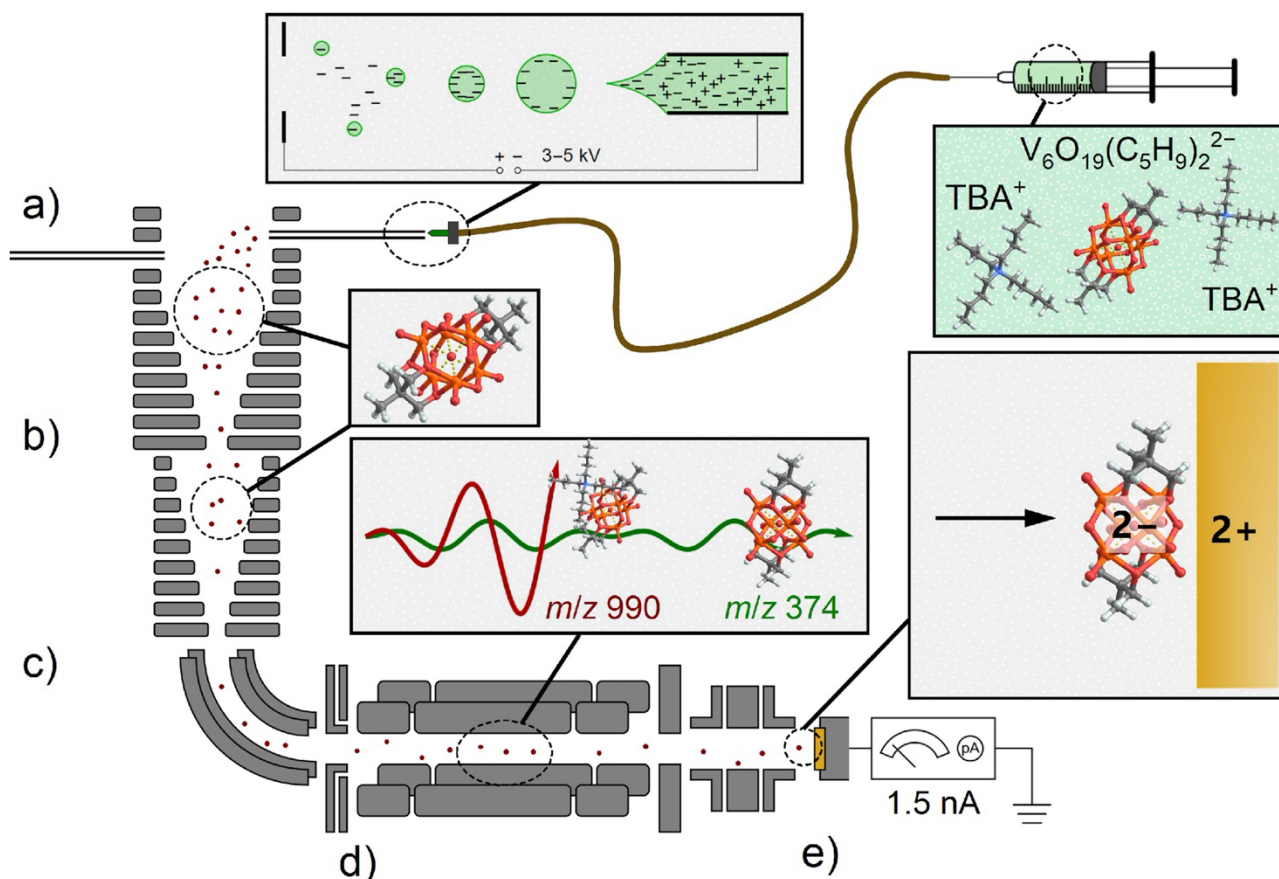 3–5 kV
+ −
V₆O₁₉(C₅H₉)₂²⁻
TBA⁺
TBA⁺
a)
b)
c)
m/z 990
m/z 374
2−
2+
pA
1.5 nA
d)
e)